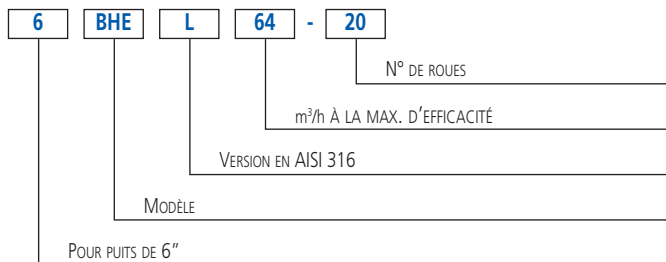 6 BHE L 64 - 20
N° DE ROUES
m³/h À LA MAX. D'EFFICACITÉ
VERSION EN AISI 316
MODÈLE
POUR PUITS DE 6”